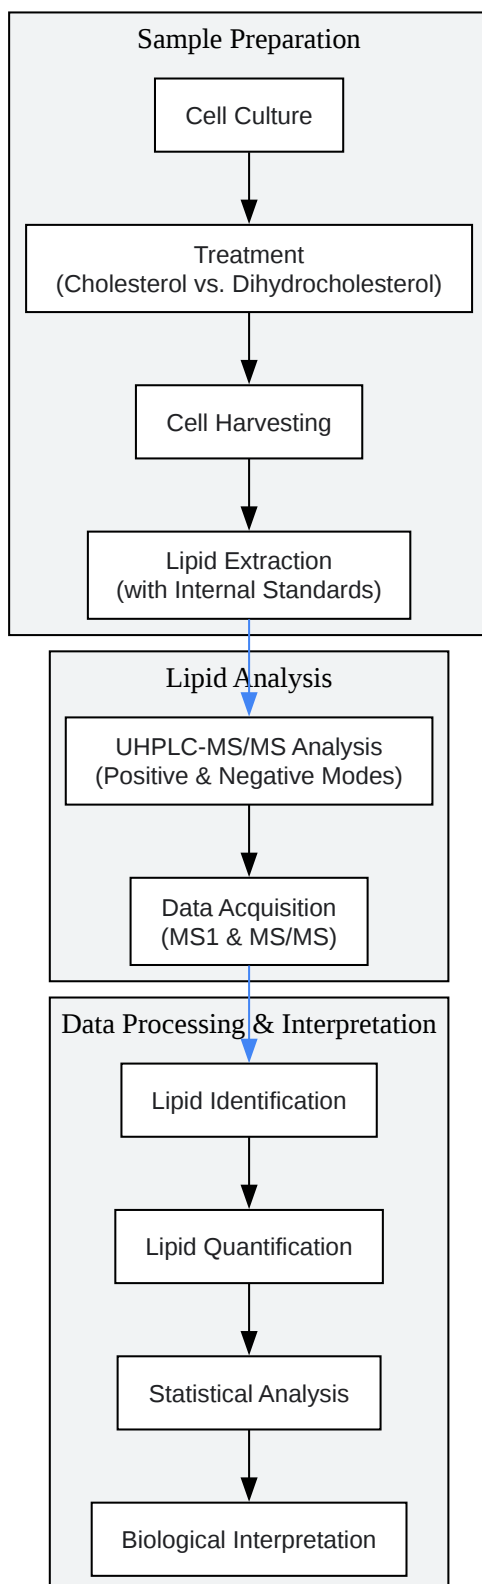 Sample Preparation
Cell Culture
Treatment
(Cholesterol vs. Dihydrocholesterol)
Cell Harvesting
Lipid Extraction
(with Internal Standards)
Lipid Analysis
UHPLC-MS/MS Analysis
(Positive & Negative Modes)
Data Acquisition
(MS1 & MS/MS)
Data Processing & Interpretation
Lipid Identification
Lipid Quantification
Statistical Analysis
Biological Interpretation